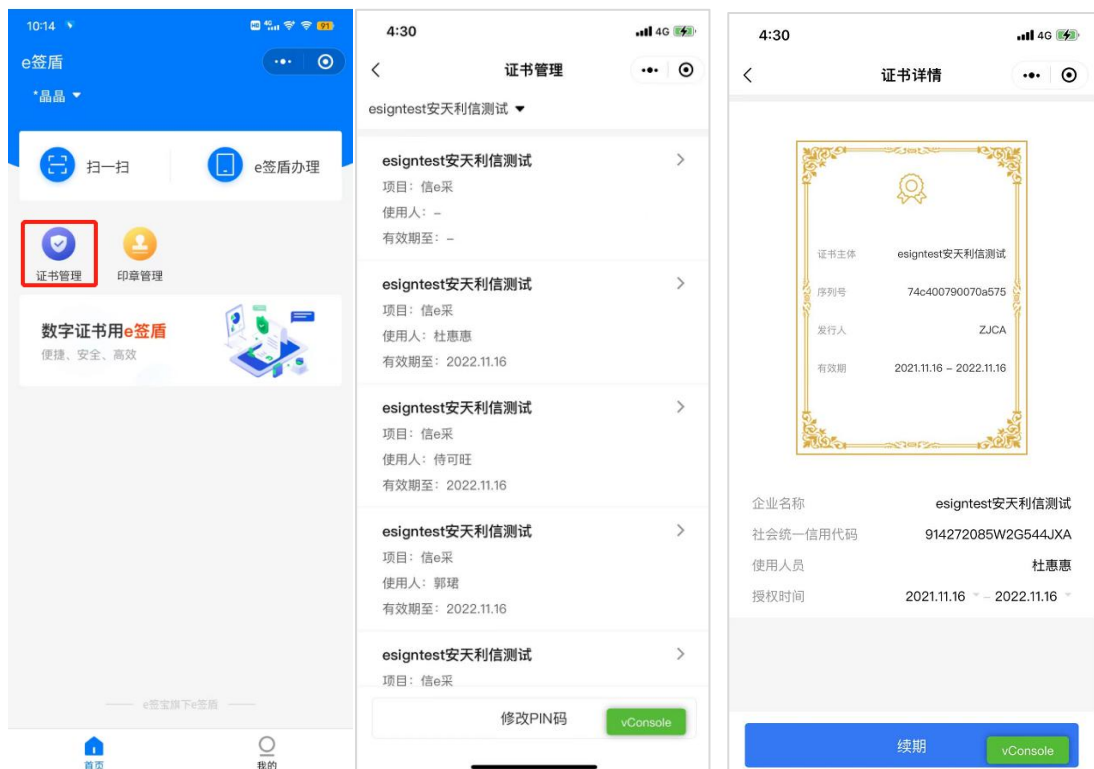 10:14
HD 4G 91
e签盾
*晶晶
扫一扫
e签盾办理
证书管理
印章管理
数字证书用e签盾
便捷、安全、高效
e签宝旗下e签盾
首页
我的
4:30
4G
证书管理
esigntest安天利信测试
esigntest安天利信测试
项目：信e采
使用人：–
有效期至：–
esigntest安天利信测试
项目：信e采
使用人：杜惠惠
有效期至：2022.11.16
esigntest安天利信测试
项目：信e采
使用人：侍可旺
有效期至：2022.11.16
esigntest安天利信测试
项目：信e采
使用人：郭珺
有效期至：2022.11.16
esigntest安天利信测试
项目：信e采
修改PIN码
vConsole
4:30
4G
证书详情
证书主体 esigntest安天利信测试
序列号 74c400790070a575
发行人 ZJCA
有效期 2021.11.16 – 2022.11.16
企业名称 esigntest安天利信测试
社会统一信用代码 914272085W2G544JXA
使用人员 杜惠惠
授权时间 2021.11.16 – 2022.11.16
续期
vConsole